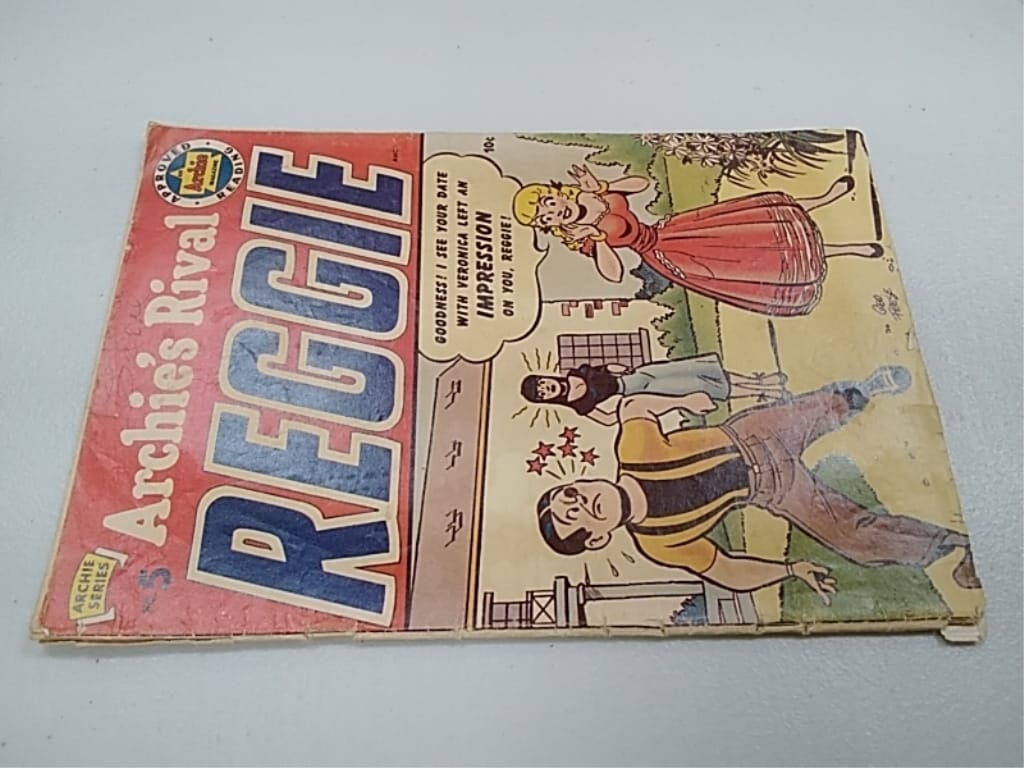 ARCHIE
SERIES
No 5
Archie's Rival
APPROVED
Archie
MAGAZINE
READING
REGGIE
10¢
GOODNESS! I SEE YOUR DATE
WITH VERONICA LEFT AN
IMPRESSION
ON YOU, REGGIE!